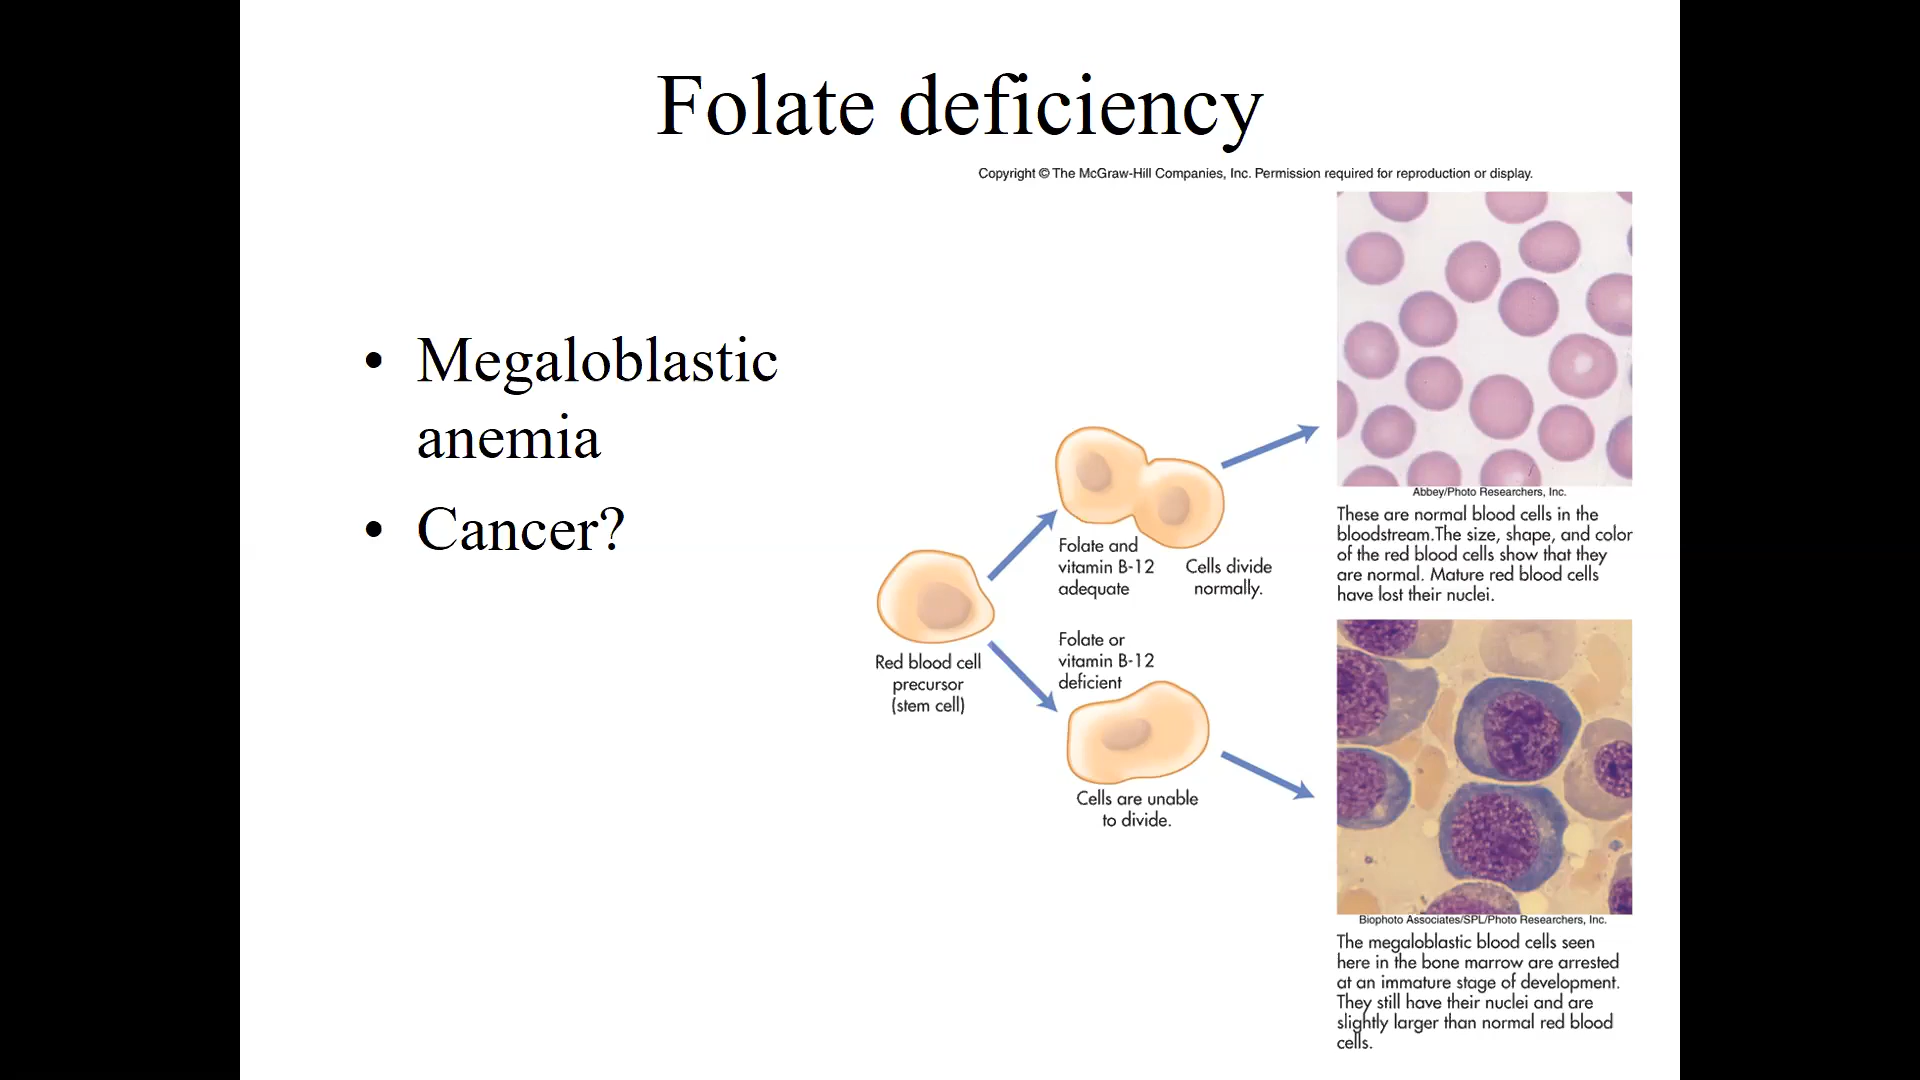 Folate deficiency
Copyright © The McGraw-Hill Companies, Inc. Permission required for reproduction or display.
• Megaloblastic
anemia
• Cancer?
Red blood cell
precursor
(stem cell)
Folate and
vitamin B-12
adequate
Cells divide
normally.
Folate or
vitamin B-12
deficient
Cells are unable
to divide.
Abbey/Photo Researchers, Inc.
These are normal blood cells in the
bloodstream.The size, shape, and color
of the red blood cells show that they
are normal. Mature red blood cells
have lost their nuclei.
Biophoto Associates/SPL/Photo Researchers, Inc.
The megaloblastic blood cells seen
here in the bone marrow are arrested
at an immature stage of development.
They still have their nuclei and are
slightly larger than normal red blood
cells.